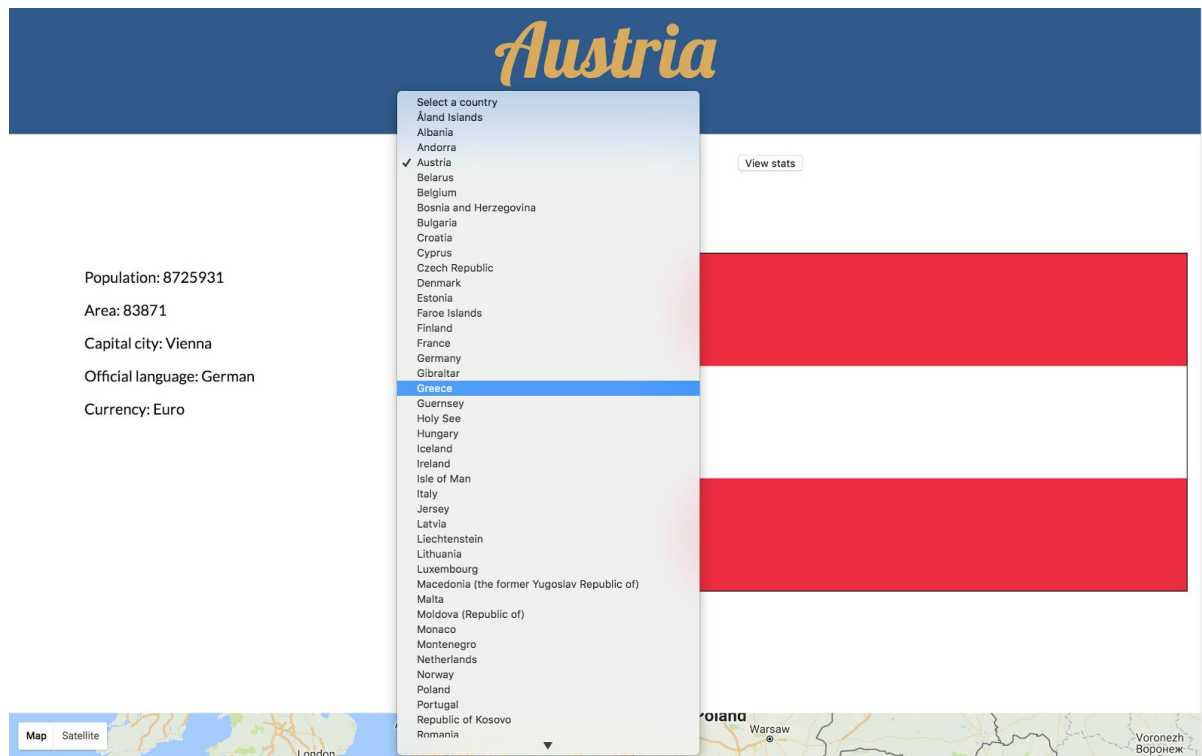 Austria
Select a country
Åland Islands
Albania
Andorra
✓ Austria
Belarus
Belgium
Bosnia and Herzegovina
Bulgaria
Croatia
Cyprus
Czech Republic
Denmark
Estonia
Faroe Islands
Finland
France
Germany
Gibraltar
Greece
Guernsey
Holy See
Hungary
Iceland
Ireland
Isle of Man
Italy
Jersey
Latvia
Liechtenstein
Lithuania
Luxembourg
Macedonia (the former Yugoslav Republic of)
Malta
Moldova (Republic of)
Monaco
Montenegro
Netherlands
Norway
Poland
Portugal
Republic of Kosovo
Romania
View stats
Population: 8725931
Area: 83871
Capital city: Vienna
Official language: German
Currency: Euro
Map Satellite
London
Poland
Warsaw
Voronezh
Воронеж